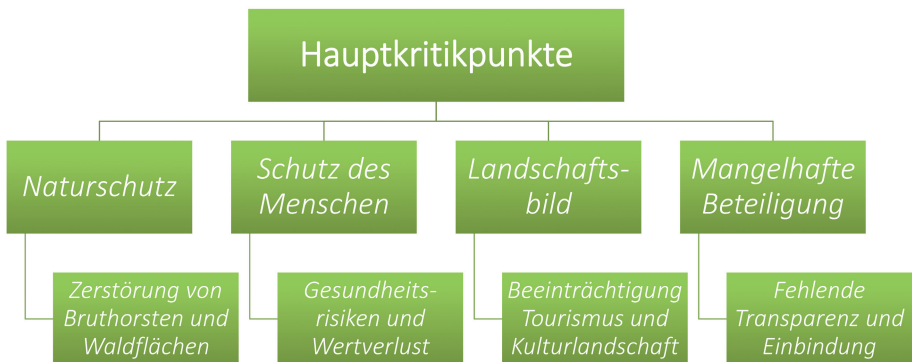 Hauptkritikpunkte
Naturschutz
Schutz des
Menschen
Landschafts-
bild
Mangelhafte
Beteiligung
Zerstörung von
Bruthorsten und
Waldflächen
Gesundheits-
risiken und
Wertverlust
Beeinträchtigung
Tourismus und
Kulturlandschaft
Fehlende
Transparenz und
Einbindung